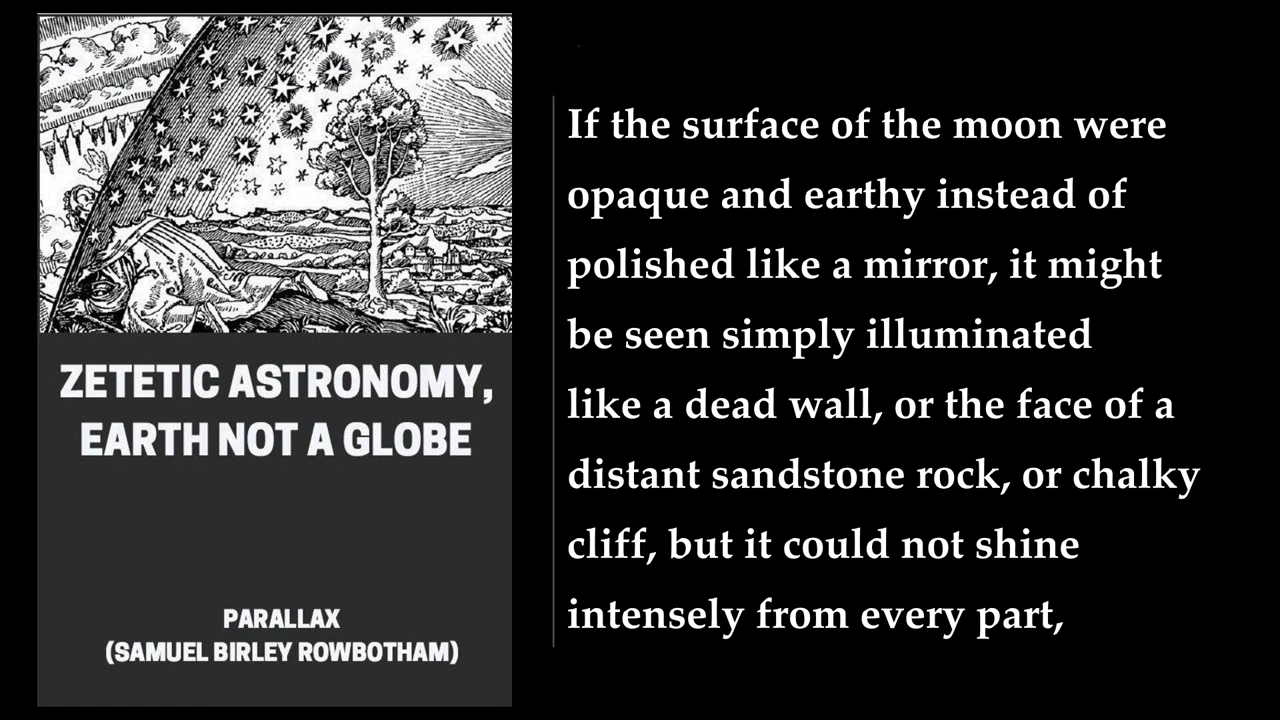 ZETETIC ASTRONOMY,
EARTH NOT A GLOBE
PARALLAX
(SAMUEL BIRLEY ROWBOTHAM)
If the surface of the moon were
opaque and earthy instead of
polished like a mirror, it might
be seen simply illuminated
like a dead wall, or the face of a
distant sandstone rock, or chalky
cliff, but it could not shine
intensely from every part,